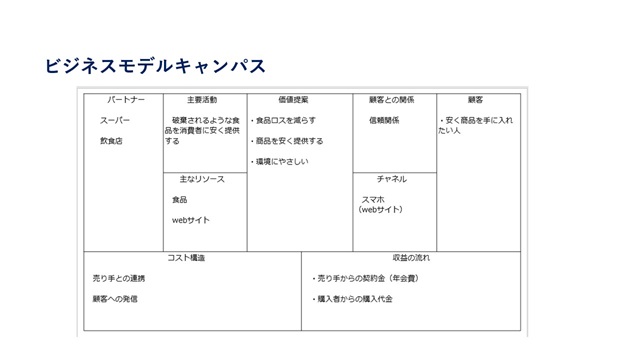 ビジネスモデルキャンパス
パートナー
スーパー
飲食店
主要活動
破棄されるような食
品を消費者に安く提供
する
主なリソース
食品
webサイト
価値提案
・食品ロスを減らす
・商品を安く提供する
・環境にやさしい
顧客との関係
信頼関係
チャネル
スマホ
（webサイト）
顧客
・安く商品を手に入れ
たい人
コスト構造
売り手との連携
顧客への発信
収益の流れ
・売り手からの契約金（年会費）
・購入者からの購入代金